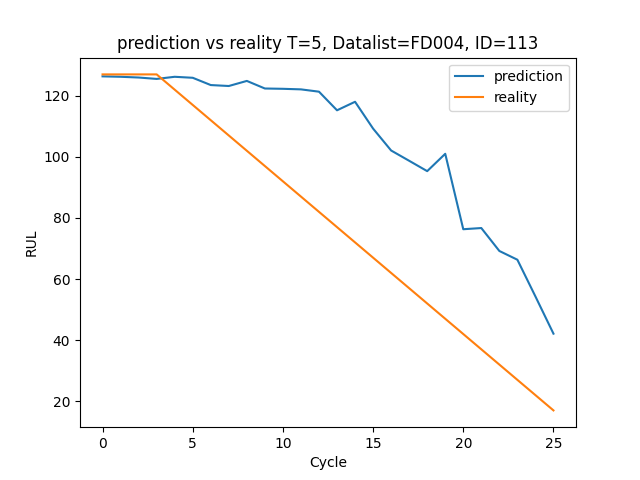 prediction vs reality T=5, Datalist=FD004, ID=113
prediction
reality
RUL
120
100
80
60
40
20
0 5 10 15 20 25
Cycle